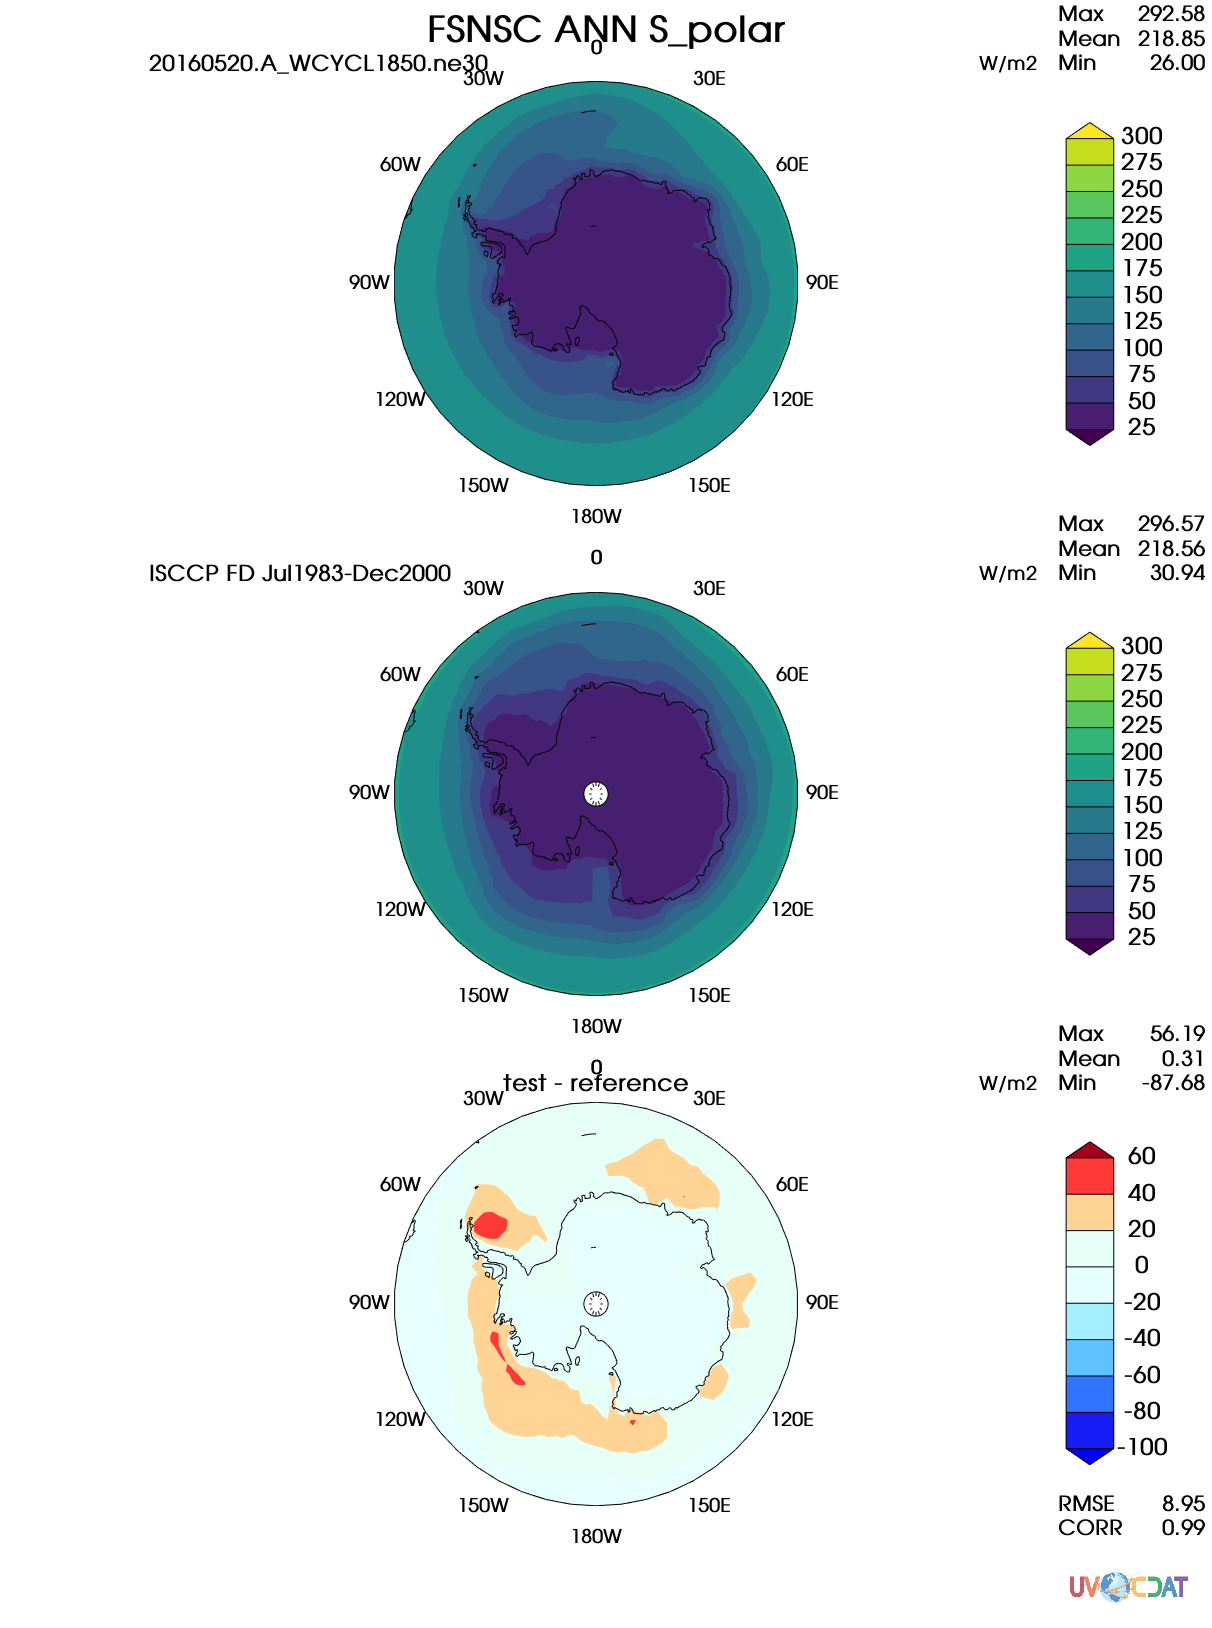 FSNSC ANN S_polar
Max 292.58
Mean 218.85
W/m2 Min 26.00
20160520.A_WCYCL1850.ne30
0
30W 30E
60W 60E
90W 90E
120W 120E
150W 150E
180W
300
275
250
225
200
175
150
125
100
75
50
25
Max 296.57
Mean 218.56
W/m2 Min 30.94
ISCCP FD Jul1983-Dec2000
0
30W 30E
60W 60E
90W 90E
120W 120E
150W 150E
180W
300
275
250
225
200
175
150
125
100
75
50
25
Max 56.19
Mean 0.31
W/m2 Min -87.68
0
test - reference
30W 30E
60W 60E
90W 90E
120W 120E
150W 150E
180W
60
40
20
0
-20
-40
-60
-80
-100
RMSE 8.95
CORR 0.99
UVCDAT